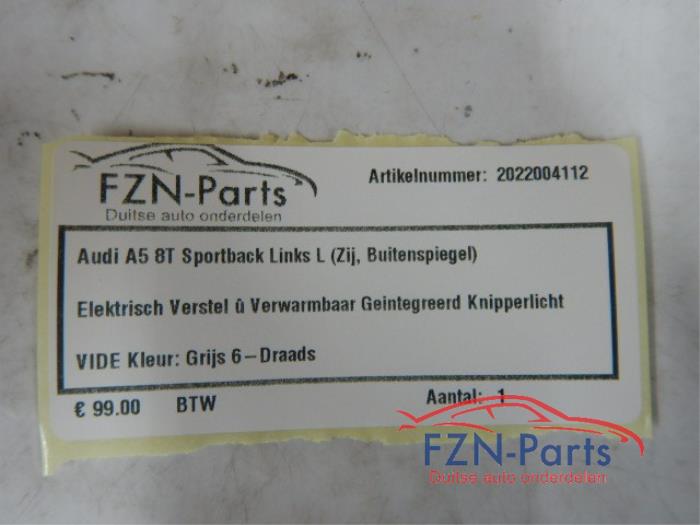 FZN-Parts
Duitse auto onderdelen
Artikelnummer: 2022004112
Audi A5 8T Sportback Links L (Zij, Buitenspiegel)
Elektrisch Verstel û Verwarmbaar Geintegreerd Knipperlicht
VIDE Kleur: Grijs 6-Draads
€ 99.00 BTW Aantal: 1
FZN-Parts
Duitse auto onderdelen